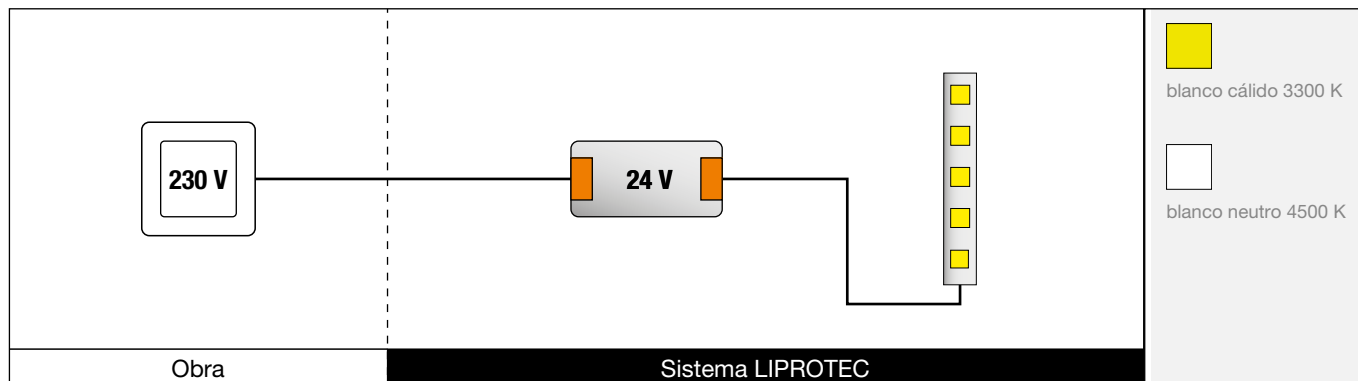 230 V
24 V
blanco cálido 3300 K
blanco neutro 4500 K
Obra
Sistema LIPROTEC